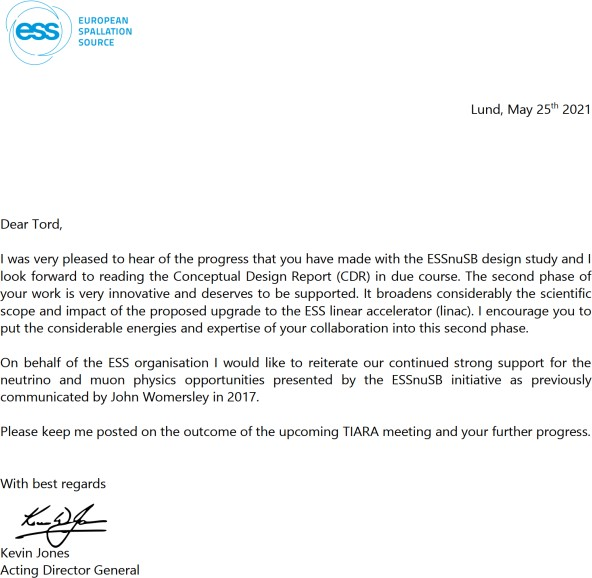 ess
EUROPEAN
SPALLATION
SOURCE
Lund, May 25th 2021
Dear Tord,
I was very pleased to hear of the progress that you have made with the ESSnuSB design study and I
look forward to reading the Conceptual Design Report (CDR) in due course. The second phase of
your work is very innovative and deserves to be supported. It broadens considerably the scientific
scope and impact of the proposed upgrade to the ESS linear accelerator (linac). I encourage you to
put the considerable energies and expertise of your collaboration into this second phase.
On behalf of the ESS organisation I would like to reiterate our continued strong support for the
neutrino and muon physics opportunities presented by the ESSnuSB initiative as previously
communicated by John Womersley in 2017.
Please keep me posted on the outcome of the upcoming TIARA meeting and your further progress.
With best regards
Kevin Jones
Acting Director General